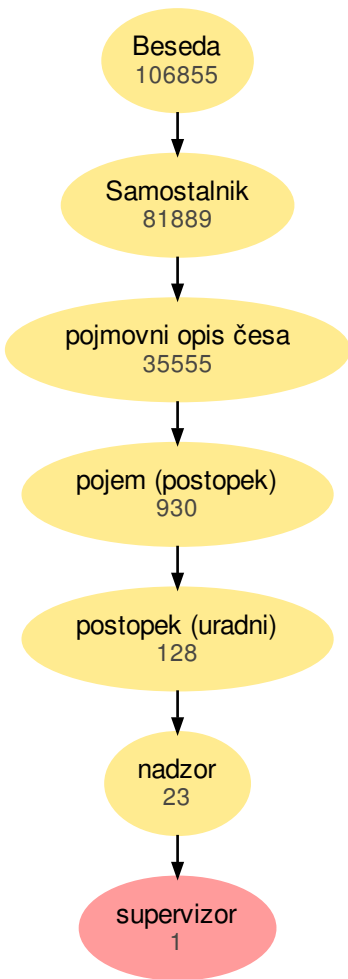 Beseda
106855
Samostalnik
81889
pojmovni opis česa
35555
pojem (postopek)
930
postopek (uradni)
128
nadzor
23
supervizor
1